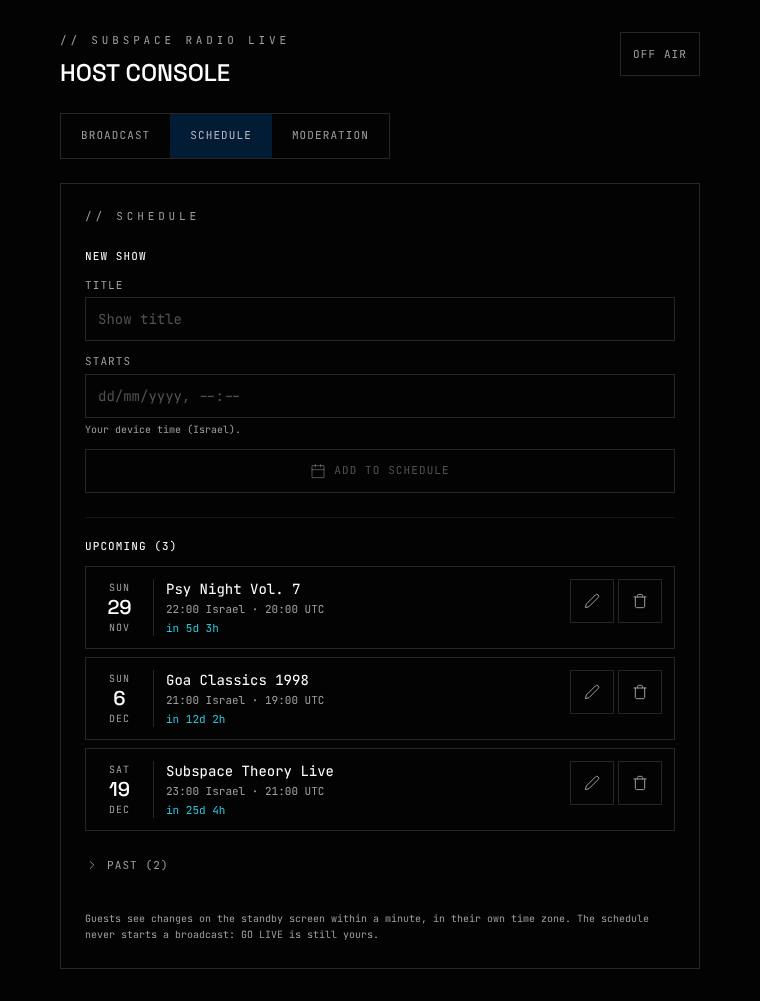 // SUBSPACE RADIO LIVE
HOST CONSOLE
OFF AIR
BROADCAST
SCHEDULE
MODERATION
// SCHEDULE
NEW SHOW
TITLE
Show title
STARTS
dd/mm/yyyy, --:--
Your device time (Israel).
ADD TO SCHEDULE
UPCOMING (3)
SUN
29
NOV
Psy Night Vol. 7
22:00 Israel · 20:00 UTC
in 5d 3h
SUN
6
DEC
Goa Classics 1998
21:00 Israel · 19:00 UTC
in 12d 2h
SAT
19
DEC
Subspace Theory Live
23:00 Israel · 21:00 UTC
in 25d 4h
PAST (2)
Guests see changes on the standby screen within a minute, in their own time zone. The schedule
never starts a broadcast: GO LIVE is still yours.